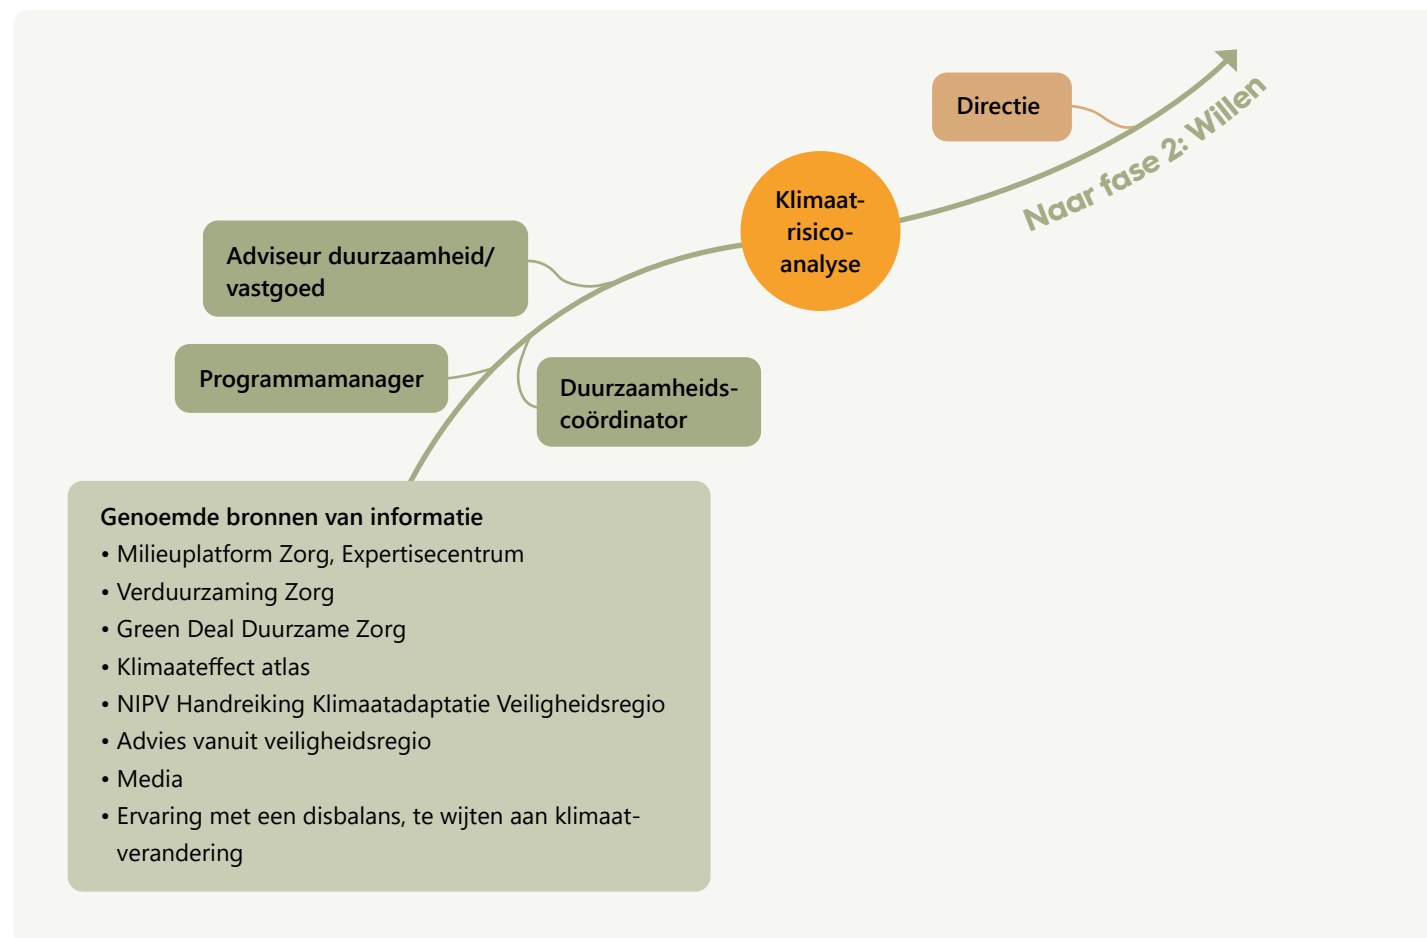 Directie
Naar fase 2: Willen
Klimaat-
risico-
analyse
Adviseur duurzaamheid/
vastgoed
Programmamanager
Duurzaamheids-
coördinator
Genoemde bronnen van informatie
• Milieuplatform Zorg, Expertisecentrum
• Verduurzaming Zorg
• Green Deal Duurzame Zorg
• Klimaateffect atlas
• NIPV Handreiking Klimaatadaptatie Veiligheidsregio
• Advies vanuit veiligheidsregio
• Media
• Ervaring met een disbalans, te wijten aan klimaat-
verandering